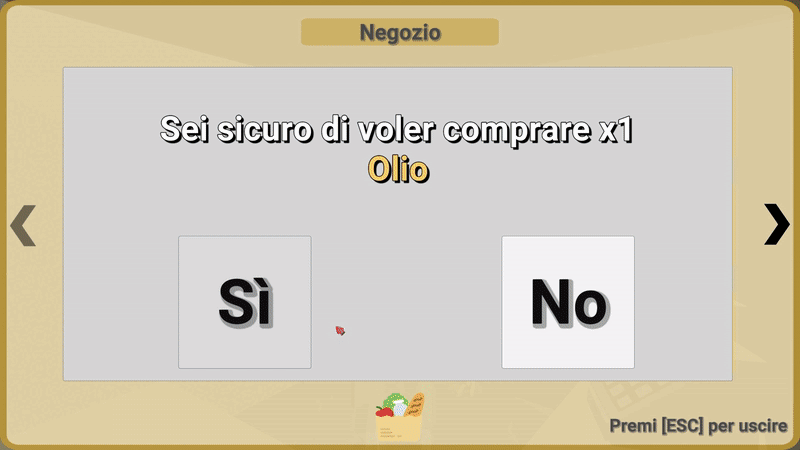 Negozio
Sei sicuro di voler comprare x1
Olio
Sì
No
Premi [ESC] per uscire